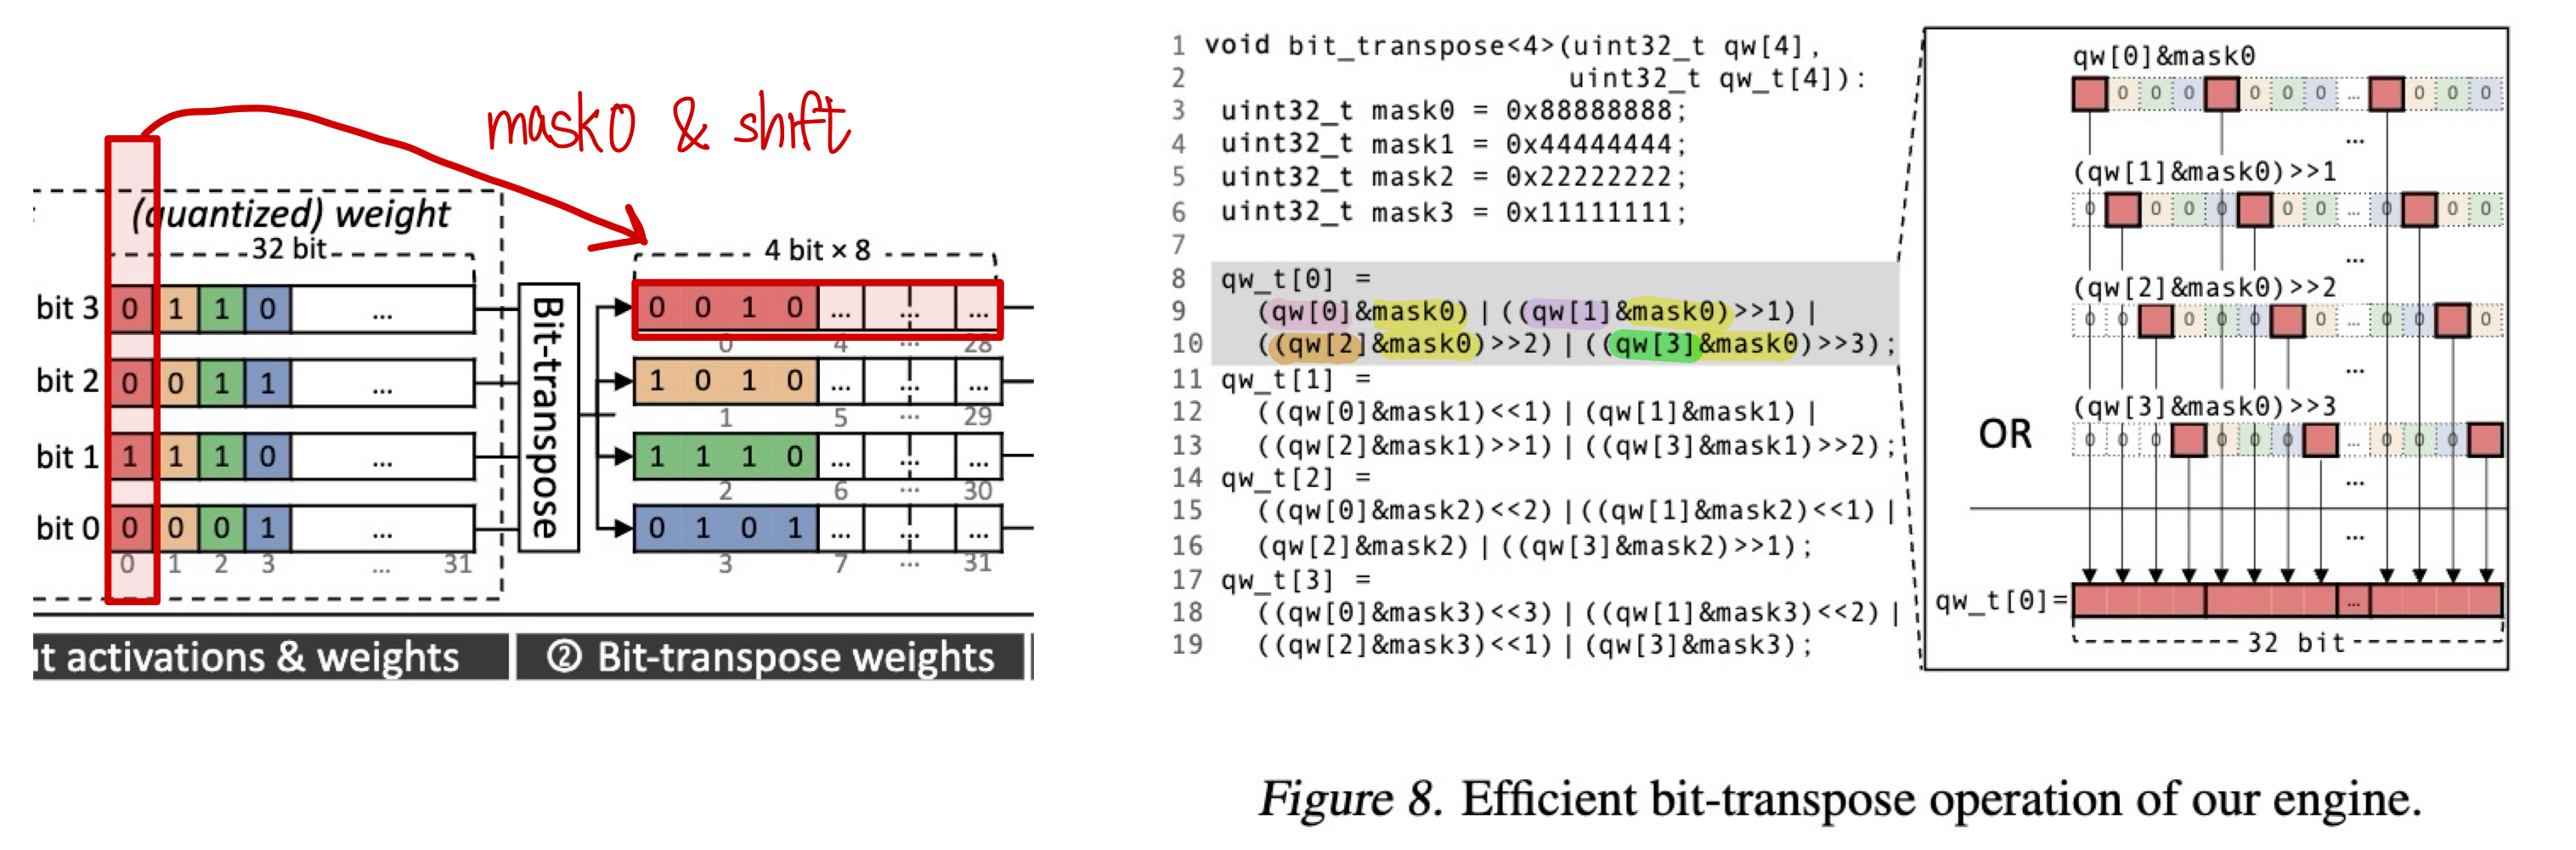 mask0 & shift
(quantized) weight
32 bit
4 bit × 8
bit 3 0 1 1 0 ...
bit 2 0 0 1 1 ...
bit 1 1 1 1 0 ...
bit 0 0 0 0 1 ...
0 1 2 3 ... 31
Bit-transpose
0 0 1 0 ... ... ...
0 4 ... 28
1 0 1 0 ... ... ...
1 5 ... 29
1 1 1 0 ... ... ...
2 6 ... 30
0 1 0 1 ... ... ...
3 7 ... 31
t activations & weights
② Bit-transpose weights
1 void bit_transpose<4>(uint32_t qw[4],
2 uint32_t qw_t[4]):
3 uint32_t mask0 = 0x88888888;
4 uint32_t mask1 = 0x44444444;
5 uint32_t mask2 = 0x22222222;
6 uint32_t mask3 = 0x11111111;
7
8 qw_t[0] =
9 (qw[0]&mask0) | ((qw[1]&mask0)>>1) |
10 ((qw[2]&mask0)>>2) | ((qw[3]&mask0)>>3);
11 qw_t[1] =
12 ((qw[0]&mask1)<<1) | (qw[1]&mask1) |
13 ((qw[2]&mask1)>>1) | ((qw[3]&mask1)>>2);
14 qw_t[2] =
15 ((qw[0]&mask2)<<2) | ((qw[1]&mask2)<<1) |
16 (qw[2]&mask2) | ((qw[3]&mask2)>>1);
17 qw_t[3] =
18 ((qw[0]&mask3)<<3) | ((qw[1]&mask3)<<2) |
19 ((qw[2]&mask3)<<1) | (qw[3]&mask3);
qw[0]&mask0
0 0 0 0 0 0 ... 0 0 0
...
(qw[1]&mask0)>>1
0 0 0 0 0 0 ... 0 0 0
...
(qw[2]&mask0)>>2
0 0 0 0 0 0 ... 0 0 0
...
(qw[3]&mask0)>>3
0 0 0 0 0 0 ... 0 0 0
OR
...
...
qw_t[0]= ...
32 bit
Figure 8. Efficient bit-transpose operation of our engine.